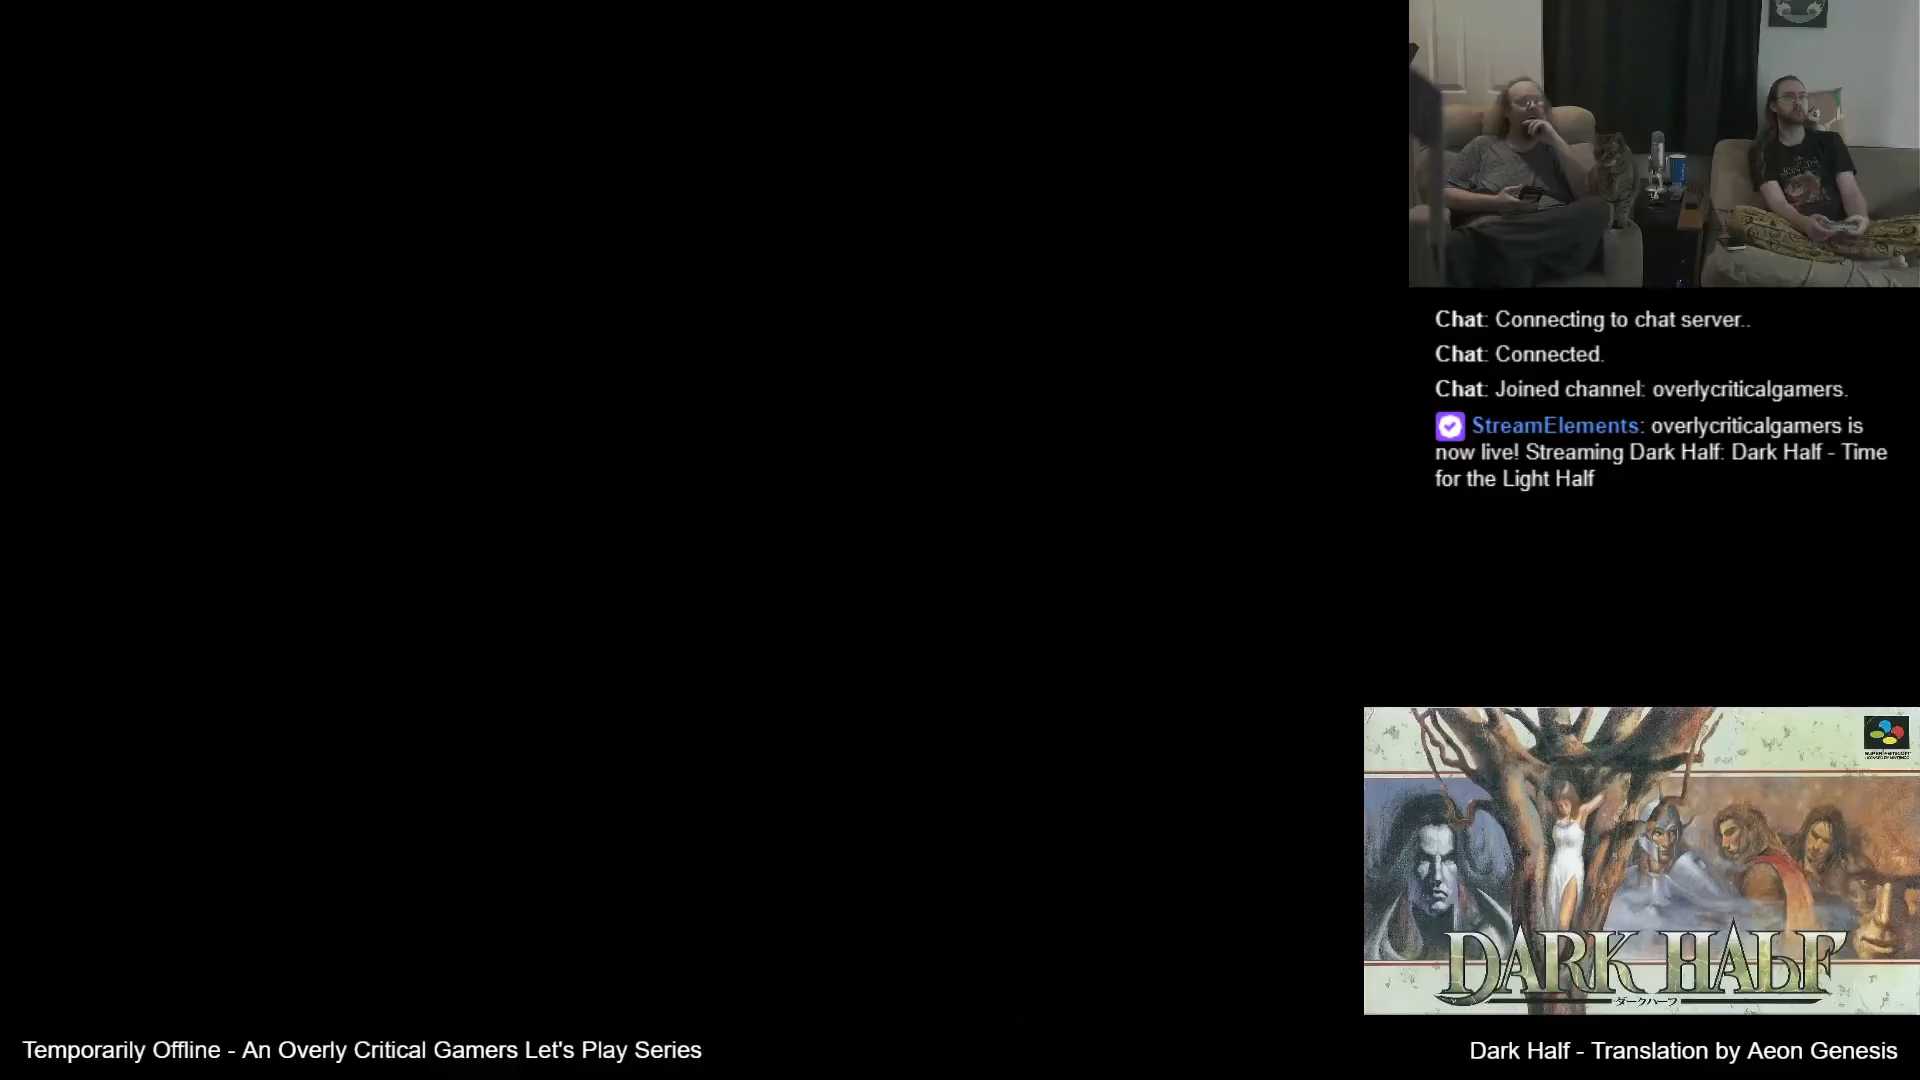 Chat: Connecting to chat server..
Chat: Connected.
Chat: Joined channel: overlycriticalgamers.
StreamElements: overlycriticalgamers is
now live! Streaming Dark Half: Dark Half - Time
for the Light Half
SUPER FAMICOM
DARK HALF
ダークハーフ
Temporarily Offline - An Overly Critical Gamers Let's Play Series
Dark Half - Translation by Aeon Genesis